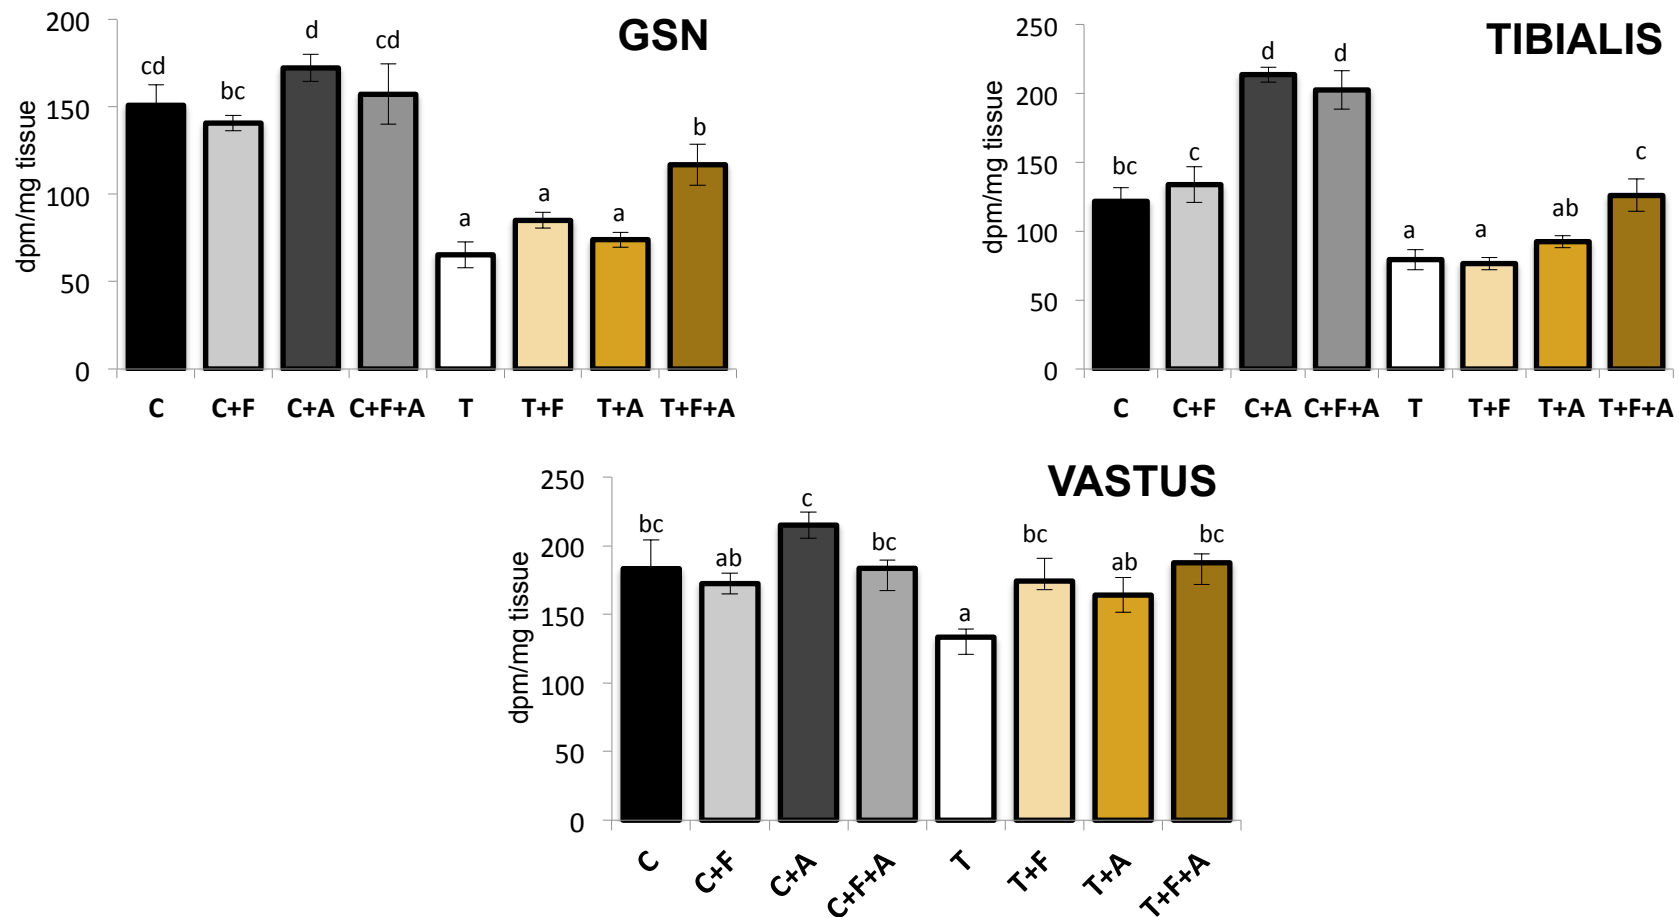 GSN
dpm/mg tissue
200
150
100
50
0
cd
bc
d
cd
a
a
a
b
C C+F C+A C+F+A T T+F T+A T+F+A
TIBIALIS
dpm/mg tissue
250
200
150
100
50
0
bc
c
d
d
a
a
ab
c
C C+F C+A C+F+A T T+F T+A T+F+A
VASTUS
dpm/mg tissue
250
200
150
100
50
0
bc
ab
c
bc
a
bc
ab
bc
C C+F C+A C+F+A T T+F T+A T+F+A